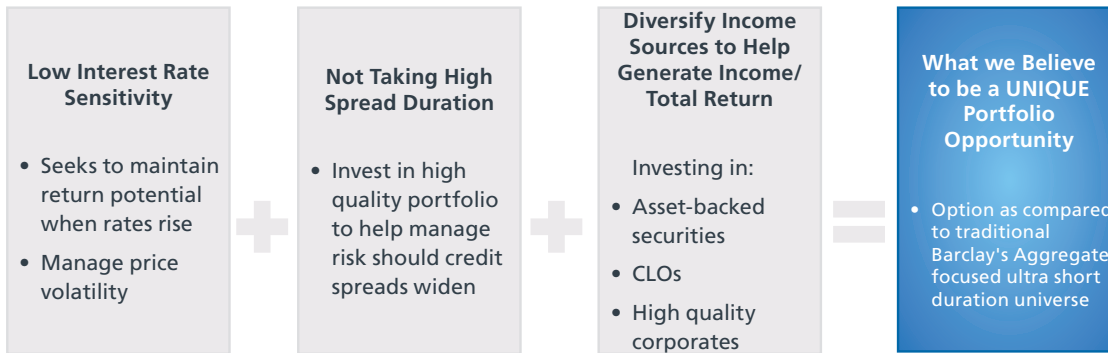 Low Interest Rate
Sensitivity
• Seeks to maintain
return potential
when rates rise
• Manage price
volatility
Not Taking High
Spread Duration
• Invest in high
quality portfolio
to help manage
risk should credit
spreads widen
Diversify Income
Sources to Help
Generate Income/
Total Return
Investing in:
• Asset-backed
securities
• CLOs
• High quality
corporates
What we Believe
to be a UNIQUE
Portfolio
Opportunity
• Option as compared
to traditional
Barclay's Aggregate
focused ultra short
duration universe